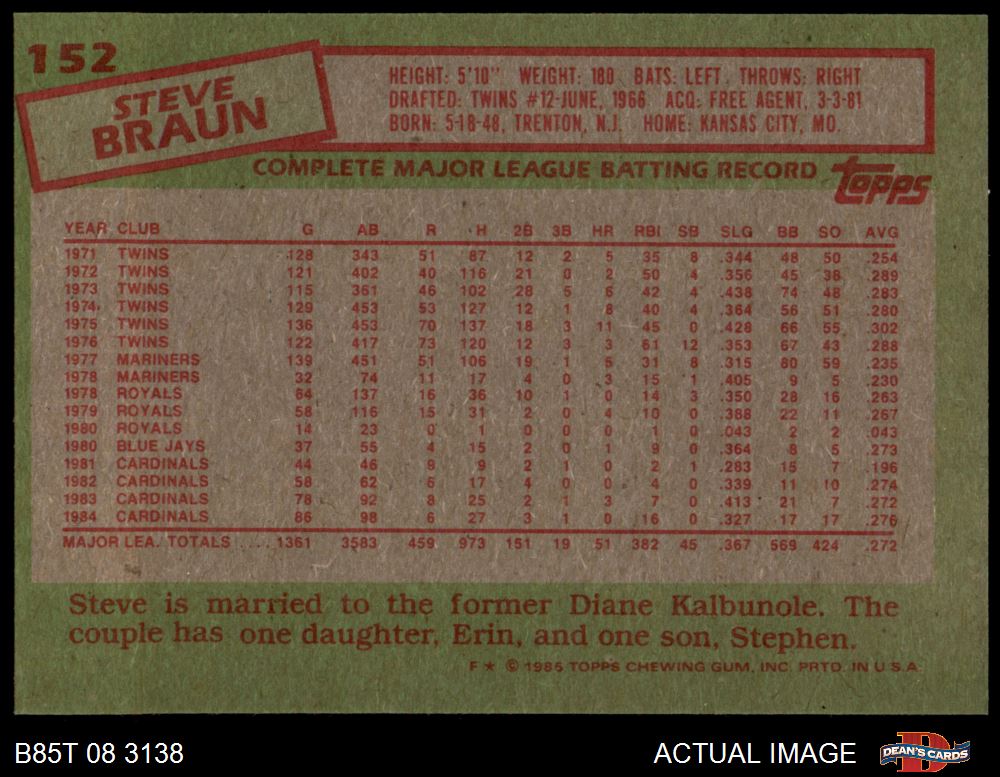 152
STEVE
BRAUN
HEIGHT: 5'10" WEIGHT: 180 BATS: LEFT THROWS: RIGHT
DRAFTED: TWINS #12-JUNE, 1966 ACQ: FREE AGENT, 3-3-81
BORN: 5-18-48, TRENTON, N.J. HOME: KANSAS CITY, MO.
COMPLETE MAJOR LEAGUE BATTING RECORD
topps
YEAR CLUB G AB R H 2B 3B HR RBI SB SLG BB SO AVG
1971 TWINS 128 343 51 87 12 2 5 35 8 .344 48 50 .254
1972 TWINS 121 402 40 116 21 0 2 50 4 .356 45 38 .289
1973 TWINS 115 361 46 102 28 5 6 42 4 .438 74 48 .283
1974 TWINS 129 453 53 127 12 1 8 40 4 .364 56 51 .280
1975 TWINS 136 453 70 137 18 3 11 45 0 .428 66 55 .302
1976 TWINS 122 417 73 120 12 3 3 61 12 .353 67 43 .288
1977 MARINERS 139 451 51 106 19 1 5 31 8 .315 80 59 .235
1978 MARINERS 32 74 11 17 4 0 3 15 1 .405 9 5 .230
1978 ROYALS 64 137 16 36 10 1 0 14 3 .350 28 16 .263
1979 ROYALS 58 116 15 31 2 0 4 10 0 .388 22 11 .267
1980 ROYALS 14 23 0 1 0 0 0 1 0 .043 2 2 .043
1980 BLUE JAYS 37 55 4 15 2 0 1 9 0 .364 8 5 .273
1981 CARDINALS 44 46 9 9 2 1 0 2 1 .283 15 7 .196
1982 CARDINALS 58 62 6 17 4 0 0 4 0 .339 11 10 .274
1983 CARDINALS 78 92 8 25 2 1 3 7 0 .413 21 7 .272
1984 CARDINALS 86 98 6 27 3 1 0 16 0 .327 17 17 .276
MAJOR LEA. TOTALS ..... 1361 3583 459 973 151 19 51 382 45 .367 569 424 .272
Steve is married to the former Diane Kalbunole. The
couple has one daughter, Erin, and one son, Stephen.
F ★ © 1985 TOPPS CHEWING GUM, INC. PRTD. IN U.S.A.
B85T 08 3138
ACTUAL IMAGE
DEAN'S CARDS